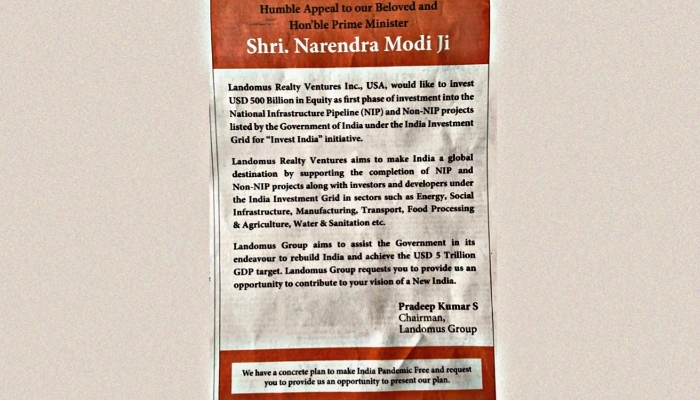 Humble Appeal to our Beloved and
Hon'ble Prime Minister
Shri. Narendra Modi Ji
Landomus Realty Ventures Inc., USA, would like to invest
USD 500 Billion in Equity as first phase of investment into the
National Infrastructure Pipeline (NIP) and Non-NIP projects
listed by the Government of India under the India Investment
Grid for "Invest India" initiative.
Landomus Realty Ventures aims to make India a global
destination by supporting the completion of NIP and
Non-NIP projects along with investors and developers under
the India Investment Grid in sectors such as Energy, Social
Infrastructure, Manufacturing, Transport, Food Processing
& Agriculture, Water & Sanitation etc.
Landomus Group aims to assist the Government in its
endeavour to rebuild India and achieve the USD 5 Trillion
GDP target. Landomus Group requests you to provide us an
opportunity to contribute to your vision of a New India.
Pradeep Kumar S
Chairman,
Landomus Group
We have a concrete plan to make India Pandemic Free and request
you to provide us an opportunity to present our plan.